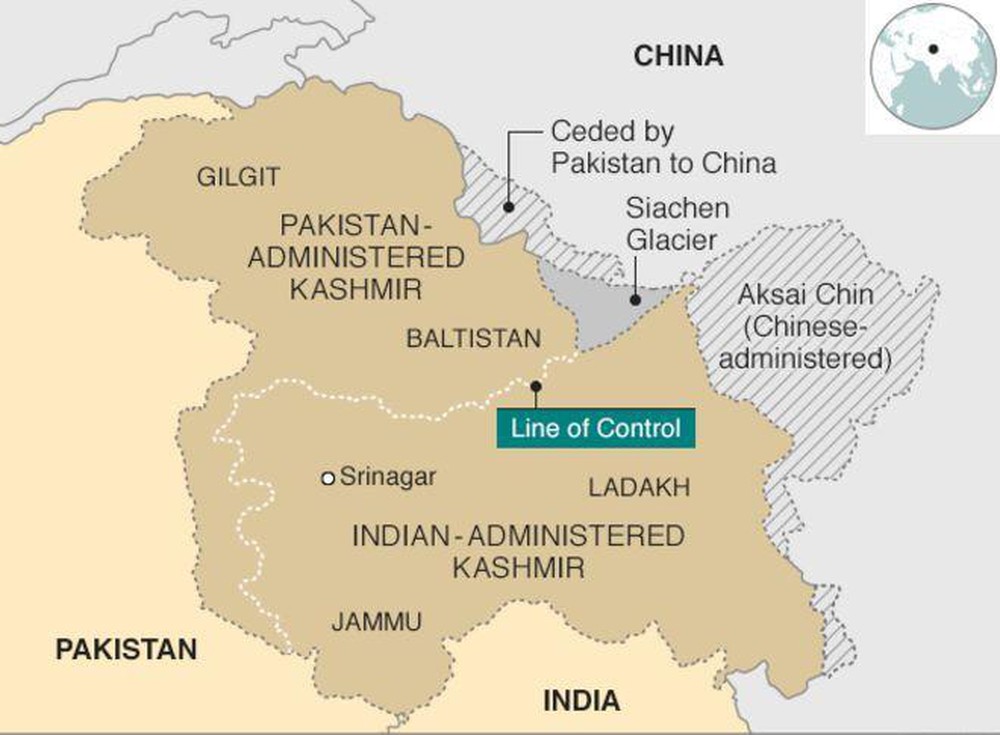 CHINA
Ceded by
Pakistan to China
GILGIT
Siachen
Glacier
PAKISTAN-
ADMINISTERED
KASHMIR
Aksai Chin
(Chinese-
administered)
BALTISTAN
Line of Control
Srinagar
LADAKH
INDIAN-ADMINISTERED
KASHMIR
JAMMU
PAKISTAN
INDIA